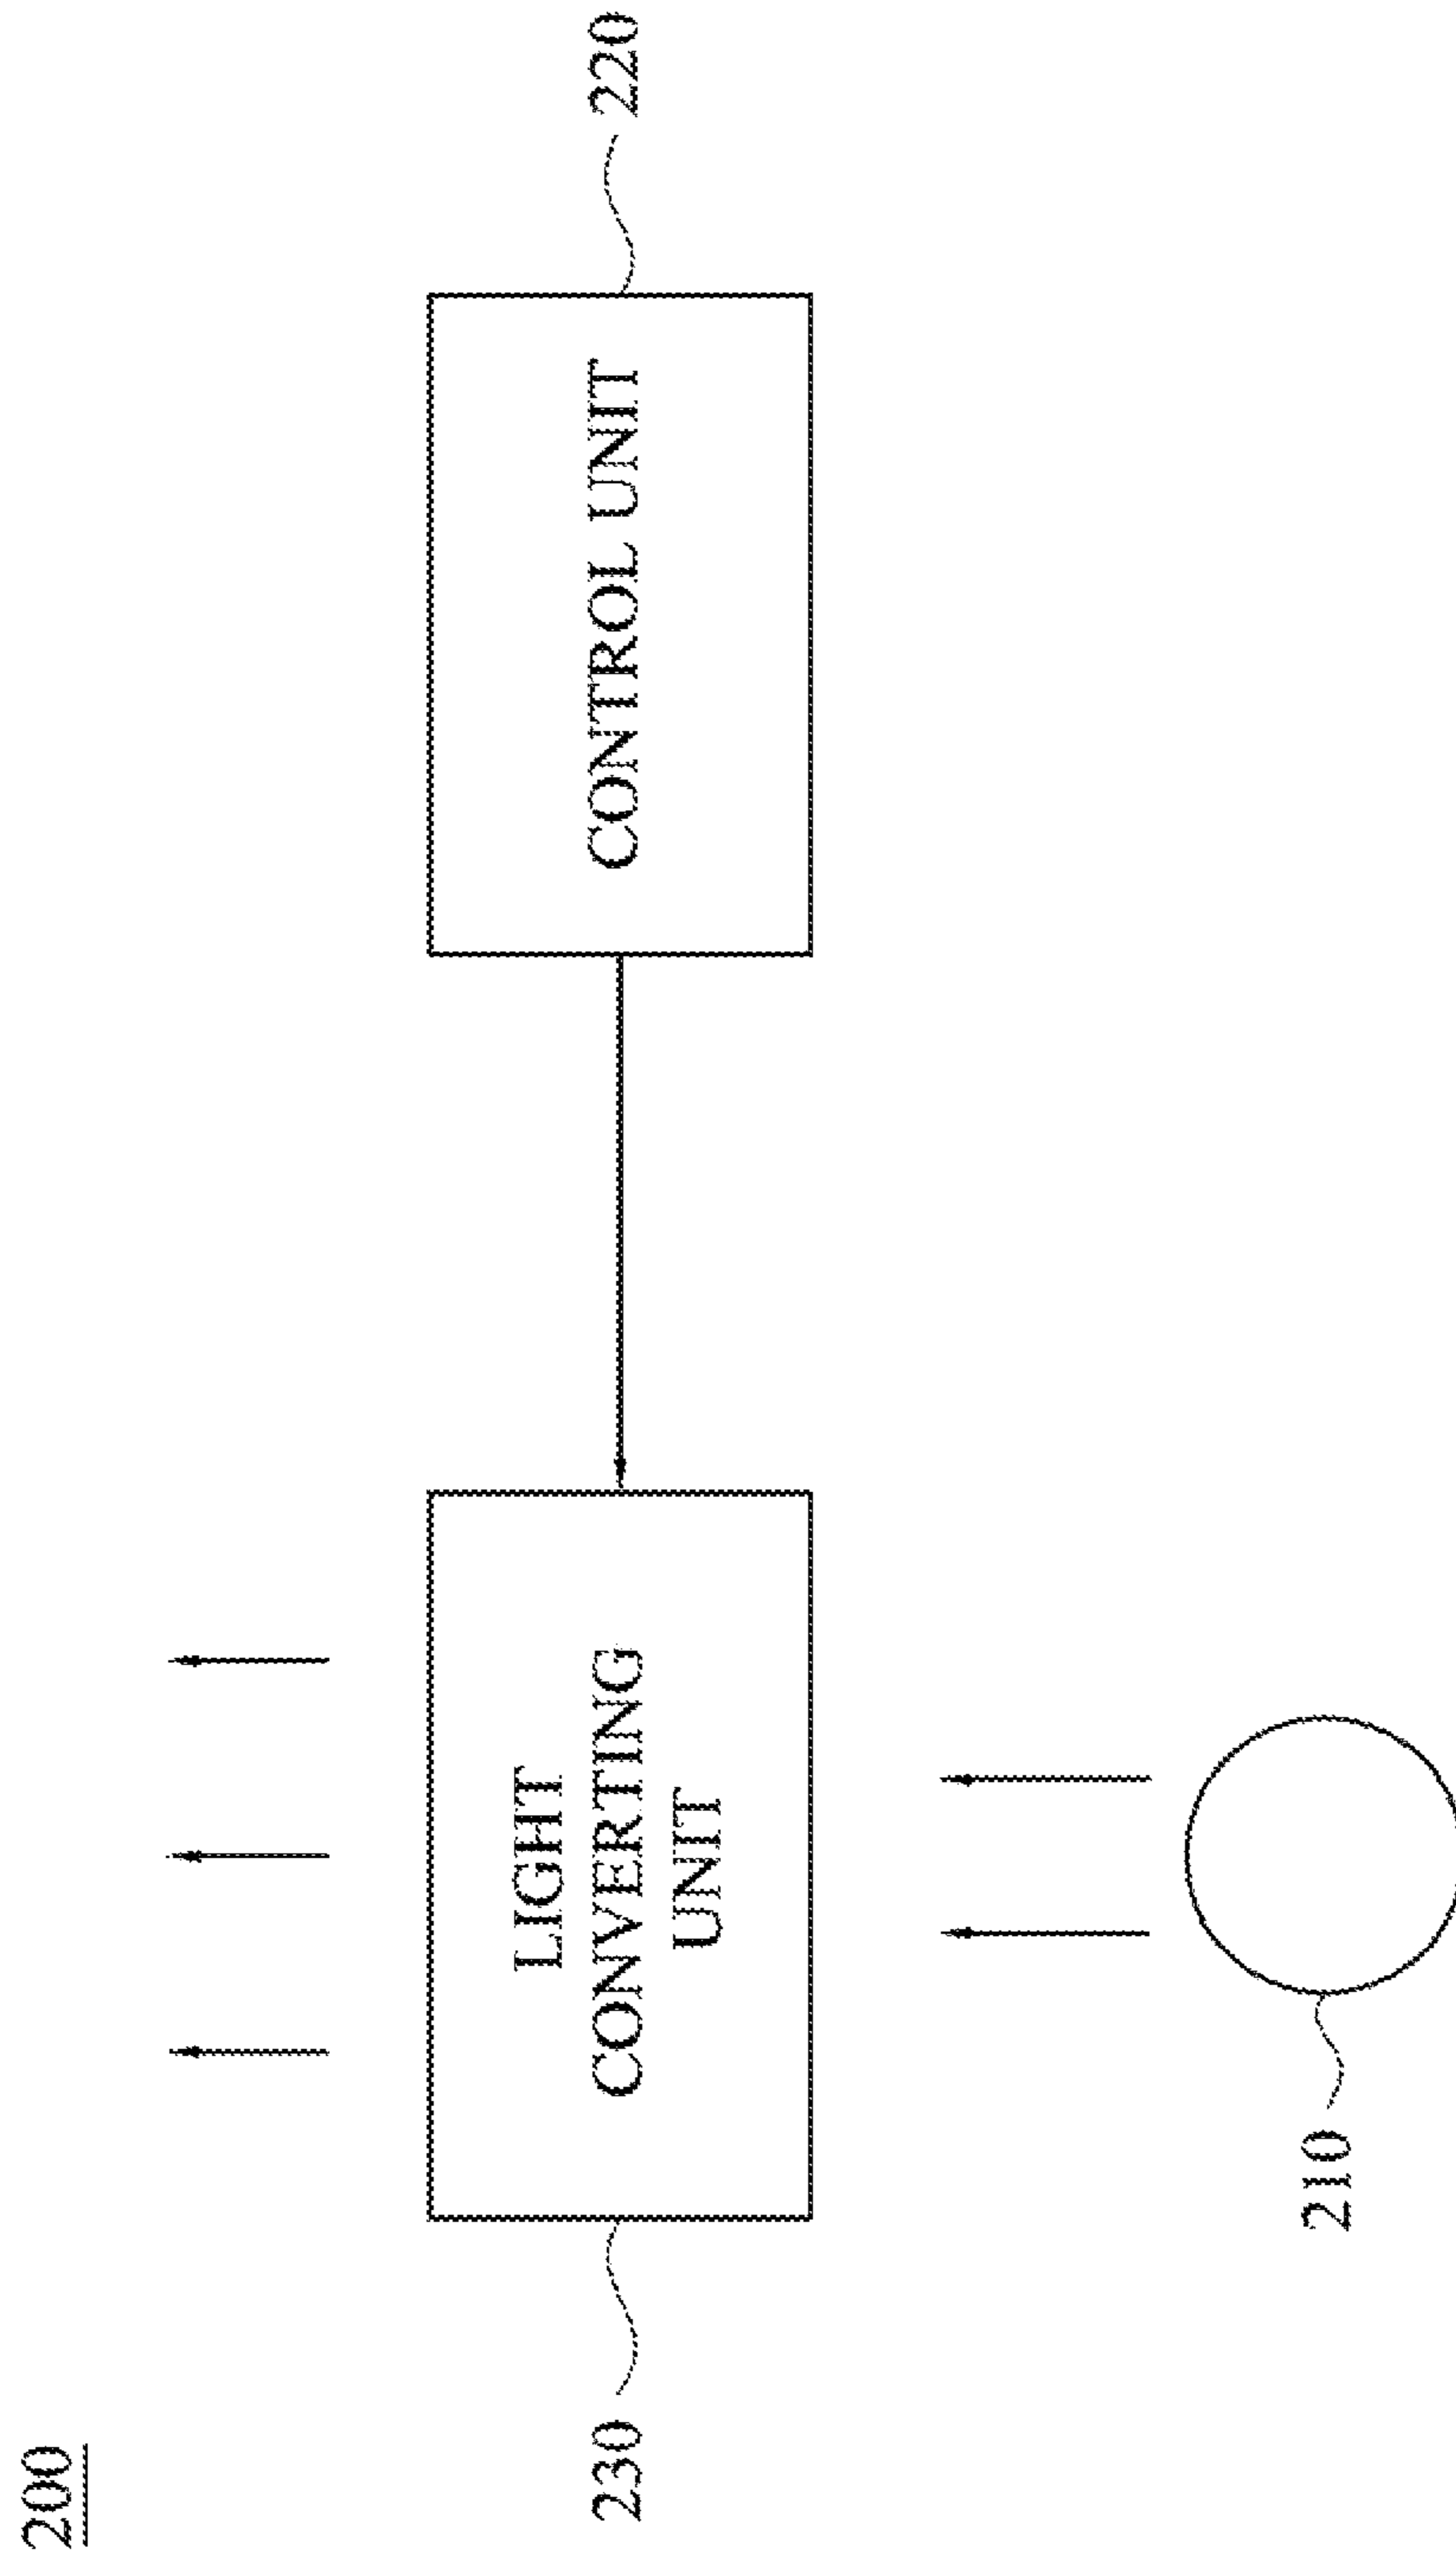 200
230
LIGHT
CONVERTING
UNIT
CONTROL UNIT
220
210